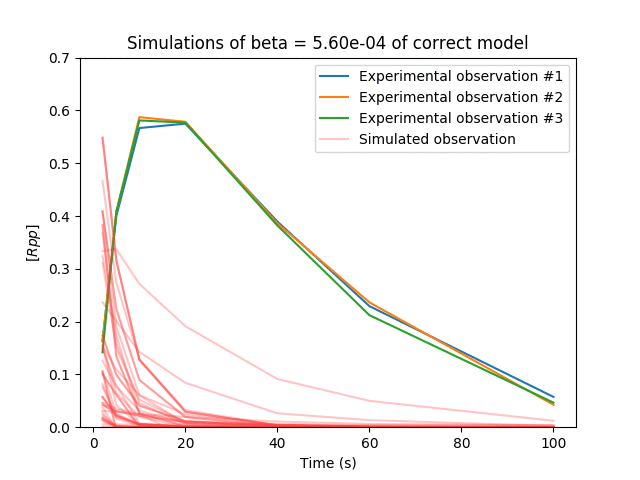 Simulations of beta = 5.60e-04 of correct model
Experimental observation #1
Experimental observation #2
Experimental observation #3
Simulated observation
[Rpp]
0.7
0.6
0.5
0.4
0.3
0.2
0.1
0.0
0 20 40 60 80 100
Time (s)